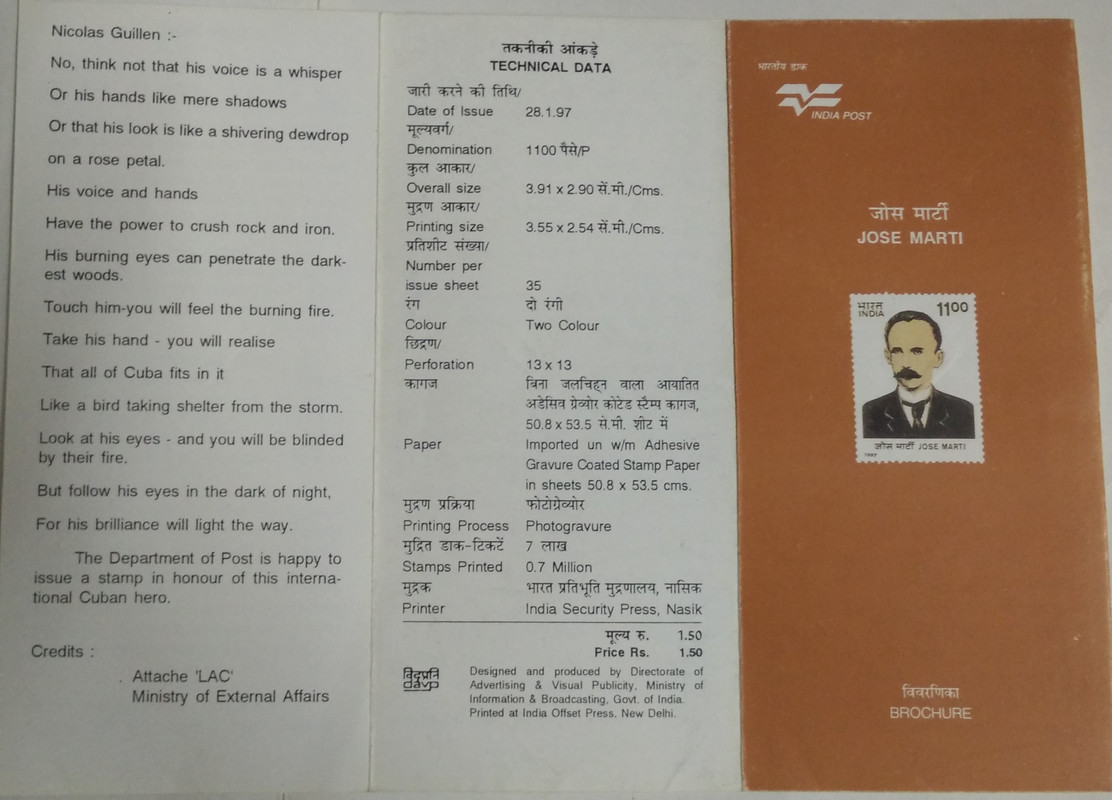 Nicolas Guillen :-
No, think not that his voice is a whisper
Or his hands like mere shadows
Or that his look is like a shivering dewdrop
on a rose petal.
His voice and hands
Have the power to crush rock and iron.
His burning eyes can penetrate the dark-
est woods.
Touch him-you will feel the burning fire.
Take his hand - you will realise
That all of Cuba fits in it
Like a bird taking shelter from the storm.
Look at his eyes - and you will be blinded
by their fire.
But follow his eyes in the dark of night,
For his brilliance will light the way.
The Department of Post is happy to
issue a stamp in honour of this interna-
tional Cuban hero.
Credits :
Attache 'LAC'
Ministry of External Affairs
तकनीकी आंकड़े
TECHNICAL DATA
जारी करने की तिथि/
Date of Issue 28.1.97
मूल्यवर्ग/
Denomination 1100 पैसे/P
कुल आकार/
Overall size 3.91 x 2.90 सें.मी./Cms.
मुद्रण आकार/
Printing size 3.55 x 2.54 सें.मी./Cms.
प्रतिशीट संख्या/
Number per
issue sheet 35
रंग दो रंगी
Colour Two Colour
छिद्रण/
Perforation 13 x 13
कागज बिना जलचिह्न वाला आयातित
अडेसिव ग्रेव्योर कोटेड स्टैम्प कागज,
50.8 x 53.5 से.मी. शीट में
Paper Imported un w/m Adhesive
Gravure Coated Stamp Paper
in sheets 50.8 x 53.5 cms.
मुद्रण प्रक्रिया फोटोग्रेव्योर
Printing Process Photogravure
मुद्रित डाक-टिकटें 7 लाख
Stamps Printed 0.7 Million
मुद्रक भारत प्रतिभूति मुद्रणालय, नासिक
Printer India Security Press, Nasik
मूल्य रु. 1.50
Price Rs. 1.50
विदृप्रनि
davp
Designed and produced by Directorate of
Advertising & Visual Publicity, Ministry of
Information & Broadcasting, Govt. of India.
Printed at India Offset Press, New Delhi.
भारतीय डाक
INDIA POST
जोस मार्टी
JOSE MARTI
भारत 1100
INDIA
जोस मार्टी JOSE MARTI
1997
विवरणिका
BROCHURE